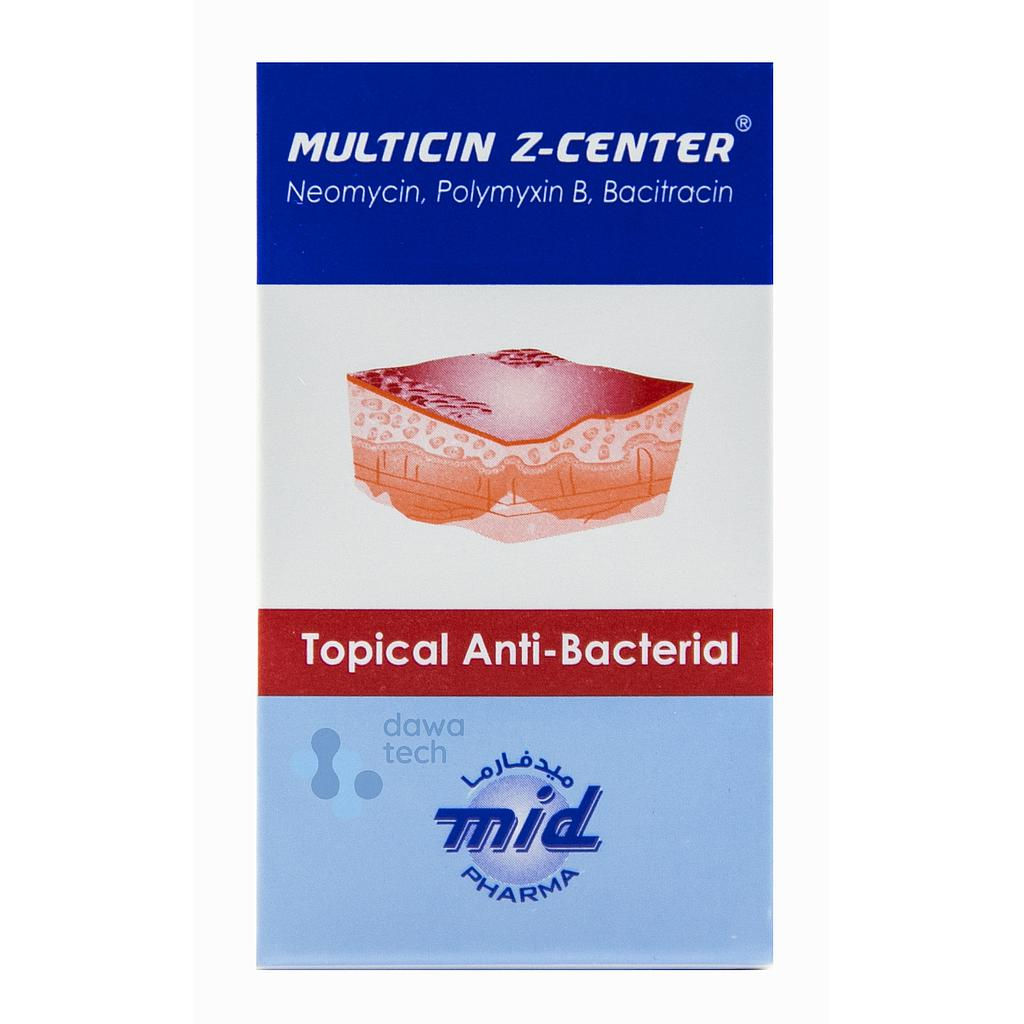 MULTICIN Z-CENTER®
Neomycin, Polymyxin B, Bacitracin
Topical Anti-Bacterial
dawa
tech
ميدفارما
mid
PHARMA